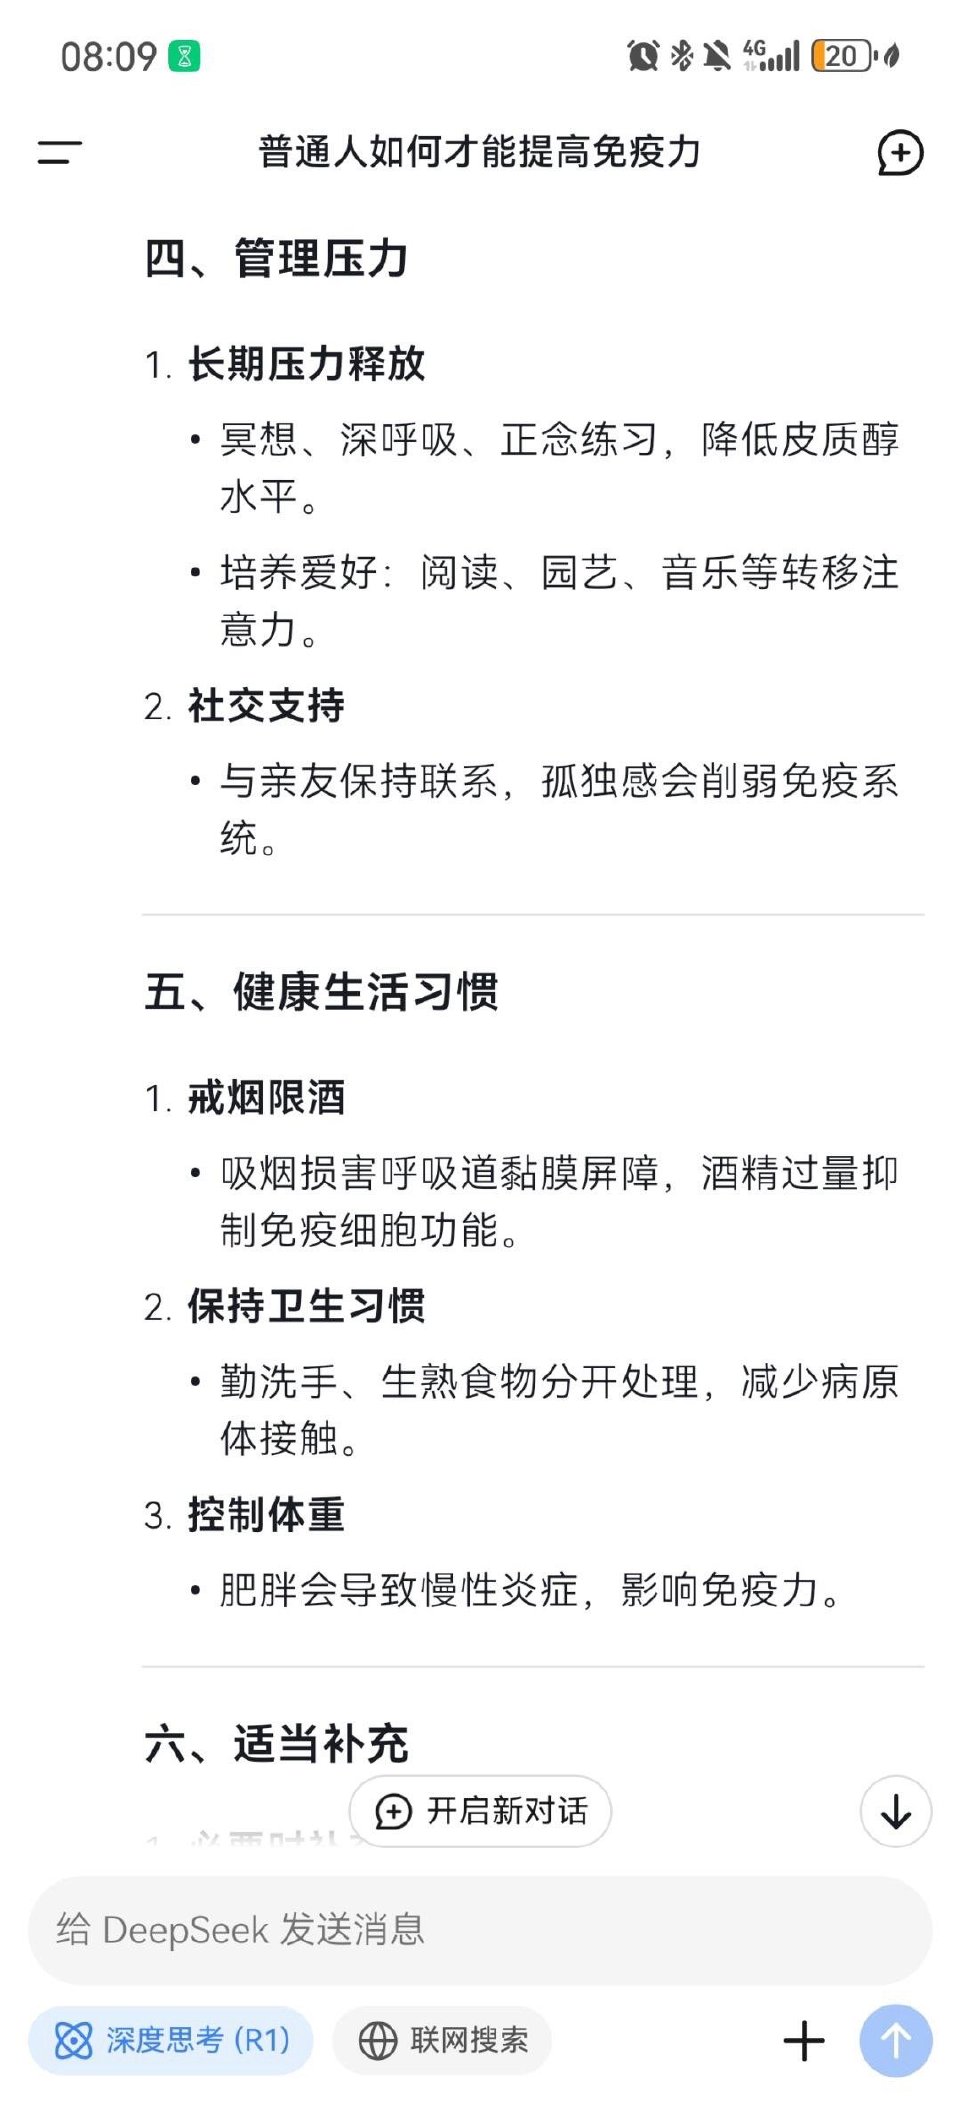 08:09
4G
20
普通人如何才能提高免疫力
四、管理压力
1. 长期压力释放
• 冥想、深呼吸、正念练习，降低皮质醇
水平。
• 培养爱好：阅读、园艺、音乐等转移注
意力。
2. 社交支持
• 与亲友保持联系，孤独感会削弱免疫系
统。
五、健康生活习惯
1. 戒烟限酒
• 吸烟损害呼吸道黏膜屏障，酒精过量抑
制免疫细胞功能。
2. 保持卫生习惯
• 勤洗手、生熟食物分开处理，减少病原
体接触。
3. 控制体重
• 肥胖会导致慢性炎症，影响免疫力。
六、适当补充
开启新对话
给 DeepSeek 发送消息
深度思考 (R1)
联网搜索